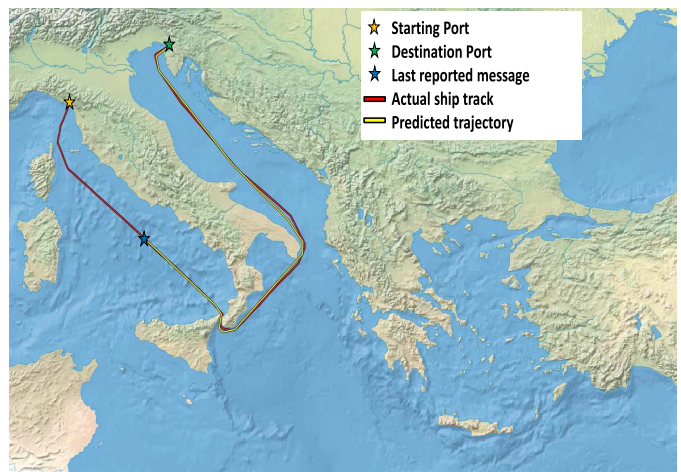 Starting Port
Destination Port
Last reported message
Actual ship track
Predicted trajectory